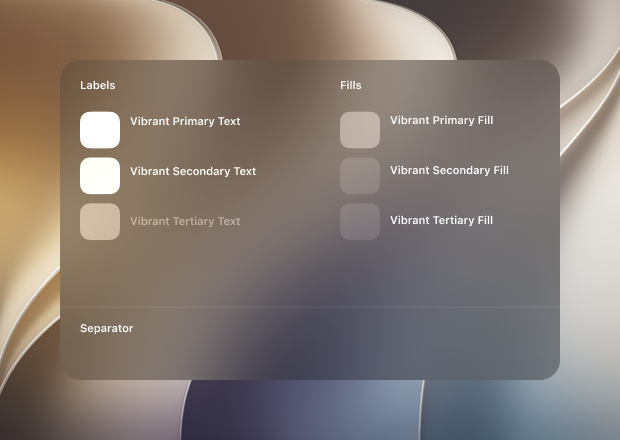 Labels
Vibrant Primary Text
Vibrant Secondary Text
Vibrant Tertiary Text
Fills
Vibrant Primary Fill
Vibrant Secondary Fill
Vibrant Tertiary Fill
Separator